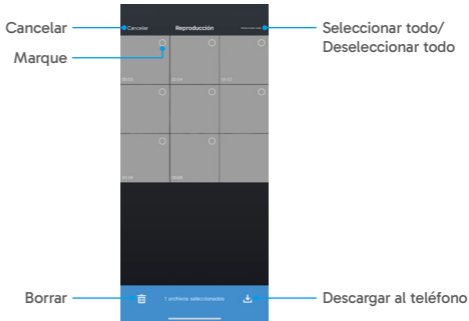 Cancelar
Marque
Cancelar
Reproducción
Seleccionar todo/
Deseleccionar todo
1 archivos seleccionados
Borrar
Descargar al teléfono